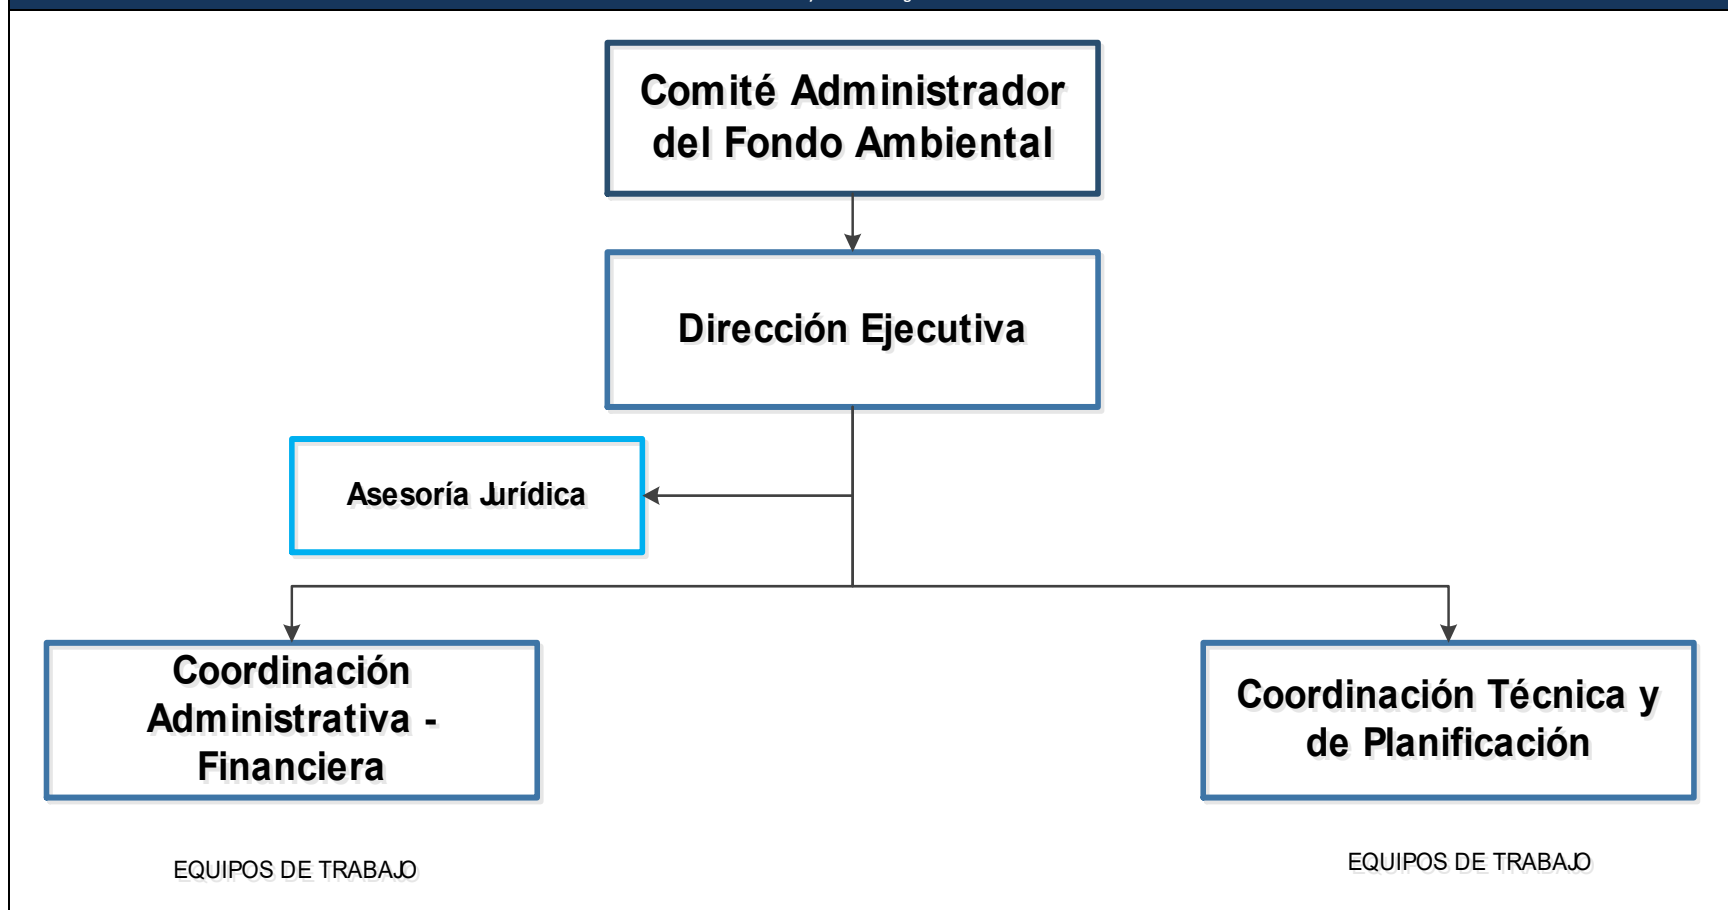 Comité Administrador
del Fondo Ambiental
Dirección Ejecutiva
Asesoría Jurídica
Coordinación
Administrativa -
Financiera
Coordinación Técnica y
de Planificación
EQUIPOS DE TRABAJO
EQUIPOS DE TRABAJO